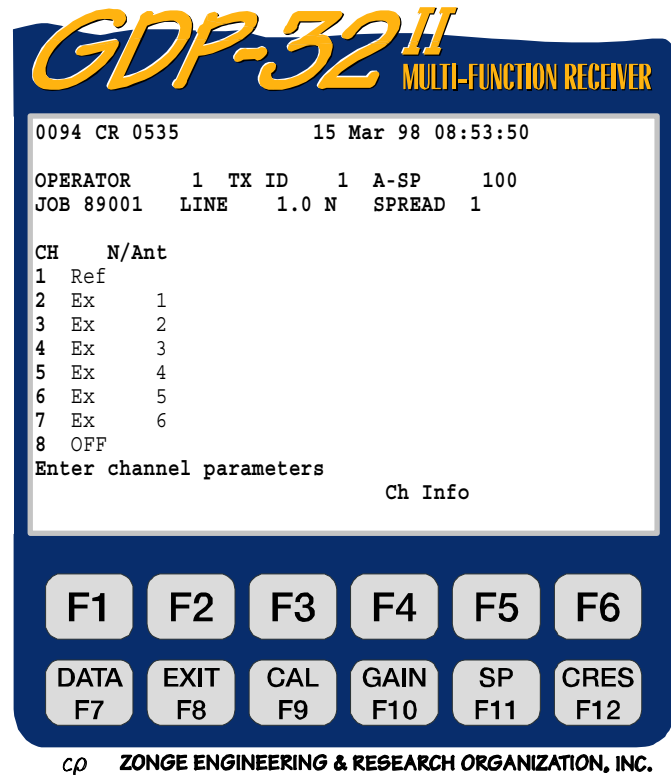 GDP-32 II
MULTI-FUNCTION RECEIVER
0094 CR 0535 15 Mar 98 08:53:50
OPERATOR 1 TX ID 1 A-SP 100
JOB 89001 LINE 1.0 N SPREAD 1
CH N/Ant
1 Ref
2 Ex 1
3 Ex 2
4 Ex 3
5 Ex 4
6 Ex 5
7 Ex 6
8 OFF
Enter channel parameters
Ch Info
F1 F2 F3 F4 F5 F6
DATA EXIT CAL GAIN SP CRES
F7 F8 F9 F10 F11 F12
cp ZONGE ENGINEERING & RESEARCH ORGANIZATION, INC.